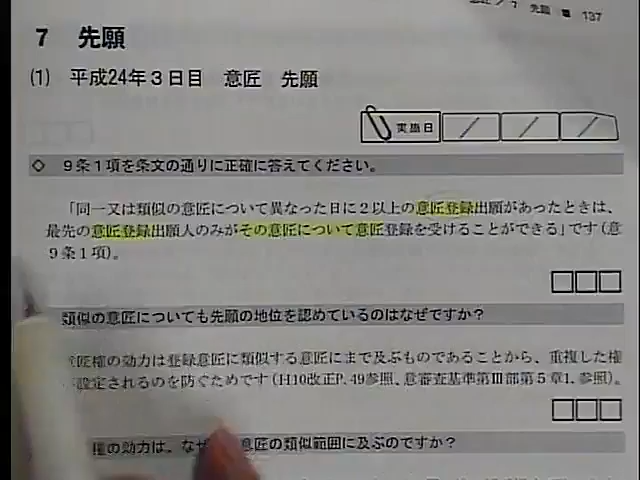 意匠／7 先願 ■ 137
7 先願
(1) 平成24年3日目 意匠 先願
実施日
◇ 9条1項を条文の通りに正確に答えてください。
「同一又は類似の意匠について異なった日に2以上の意匠登録出願があったときは、
最先の意匠登録出願人のみがその意匠について意匠登録を受けることができる」です（意
9条1項）。
類似の意匠についても先願の地位を認めているのはなぜですか？
匠権の効力は登録意匠に類似する意匠にまで及ぶものであることから、重複した権
設定されるのを防ぐためです（H10改正P.49参照、意審査基準第Ⅲ部第5章1.参照）。
権の効力は、なぜ 意匠の類似範囲に及ぶのですか？